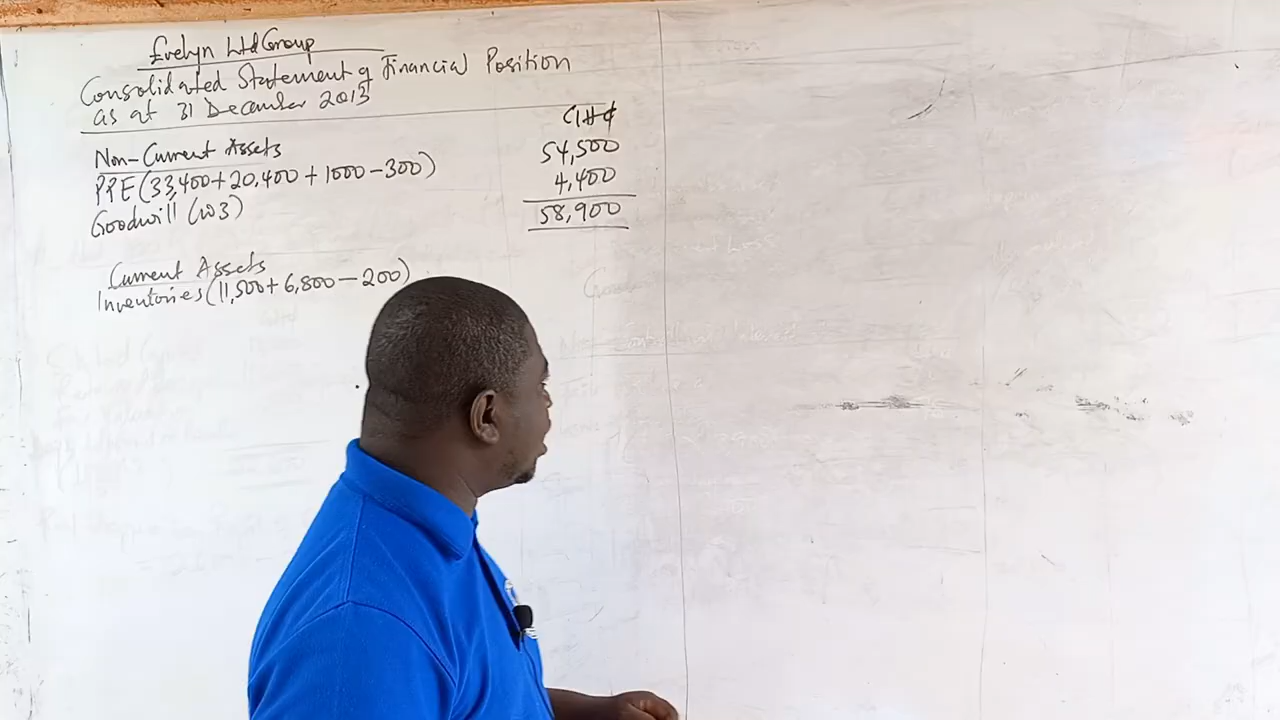 Evelyn Ltd Group
Consolidated Statement of Financial Position
as at 31 December 2013
GH¢
Non-Current Assets
PPE (33,400 + 20,400 + 1000 - 300) 54,500
Goodwill (W3) 4,400
58,900
Current Assets
Inventories (11,500 + 6,800 - 200)